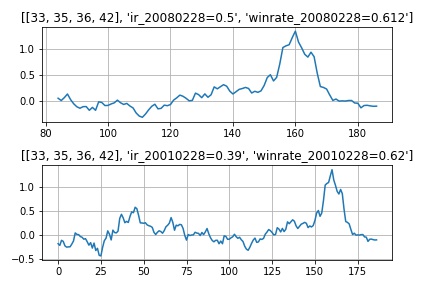 [[33, 35, 36, 42], 'ir_20080228=0.5', 'winrate_20080228=0.612']
1.0
0.5
0.0
80 100 120 140 160 180
[[33, 35, 36, 42], 'ir_20010228=0.39', 'winrate_20010228=0.62']
1.0
0.5
0.0
−0.5
0 25 50 75 100 125 150 175